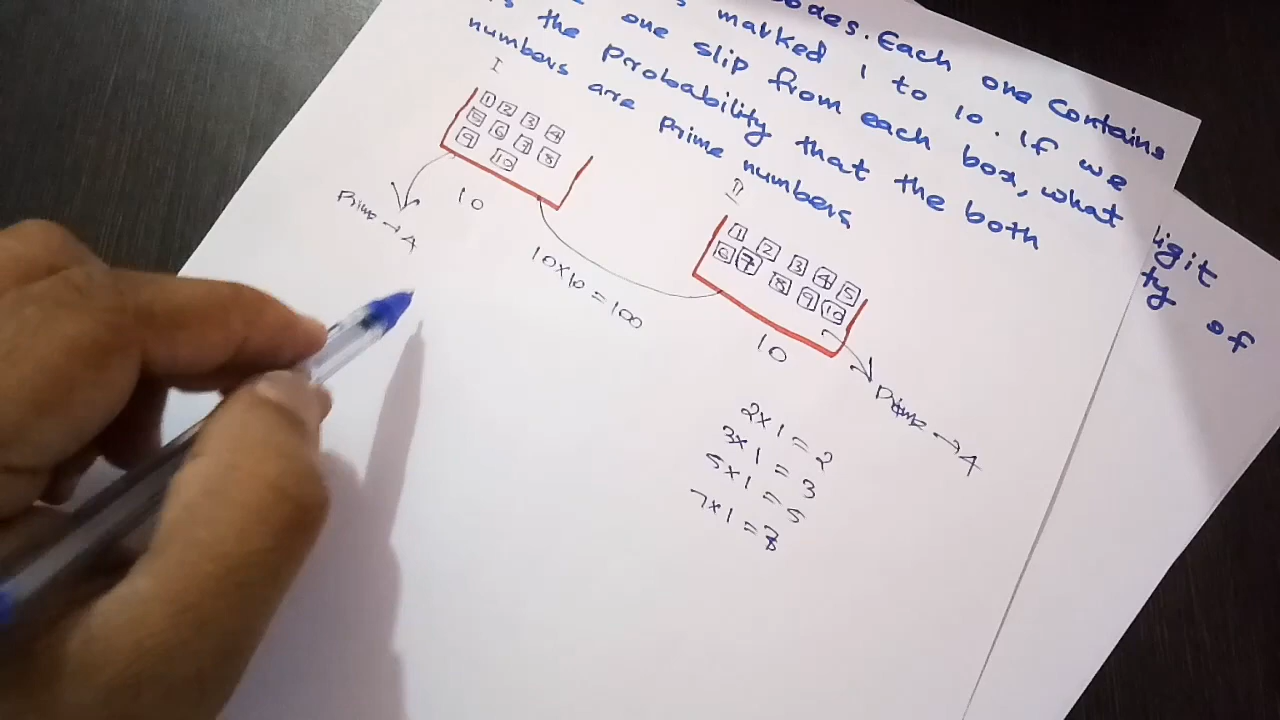 boxes. Each one Contains
marked 1 to 10. If we
one slip from each box, what
is the Probability that the both
numbers are Prime numbers
I
1 2 3 4
5 6 7 8
9 10
10
Prime → 4
10×10 = 100
II
1 2 3 4 5
6 7 8 9 10
10
Prime → 4
2×1 = 2
3×1 = 3
5×1 = 5
7×1 = 7
digit
of